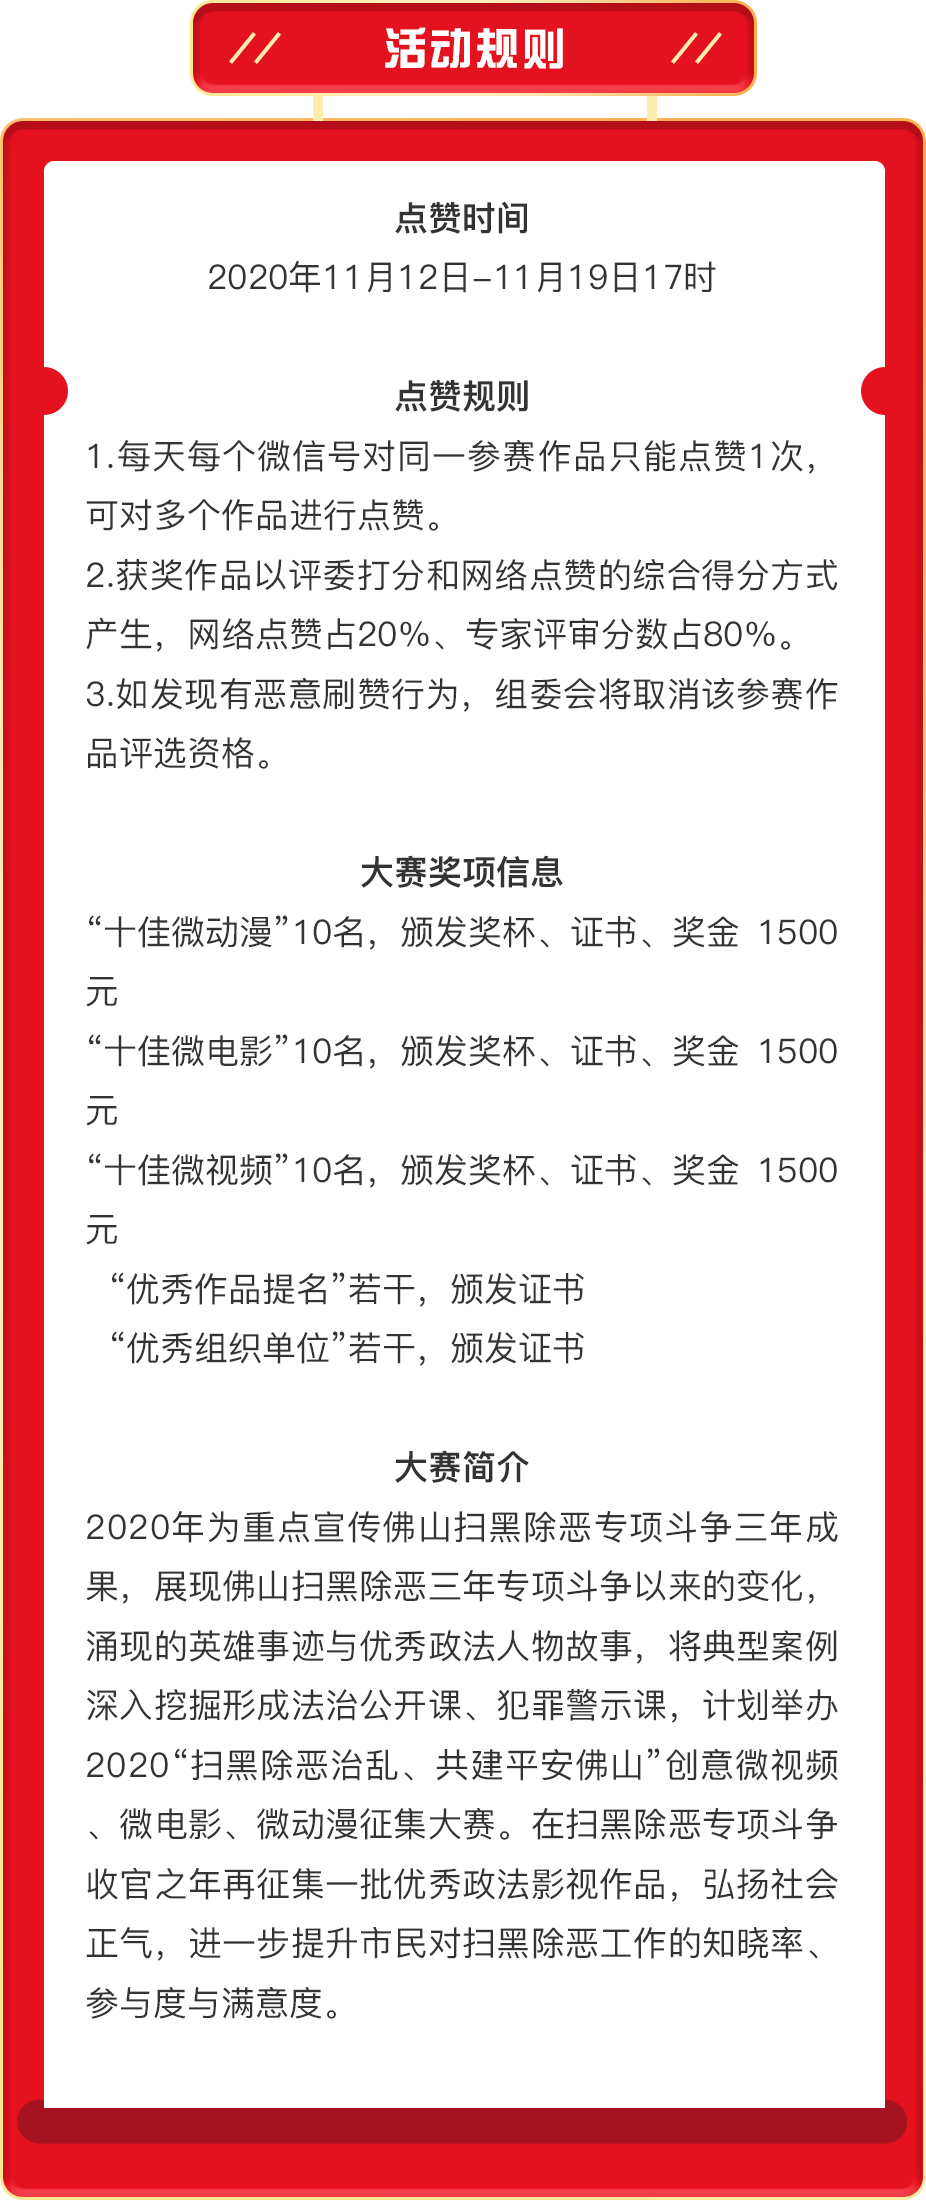 活动规则
点赞时间
2020年11月12日-11月19日17时
点赞规则
1.每天每个微信号对同一参赛作品只能点赞1次，
可对多个作品进行点赞。
2.获奖作品以评委打分和网络点赞的综合得分方式
产生，网络点赞占20%、专家评审分数占80%。
3.如发现有恶意刷赞行为，组委会将取消该参赛作
品评选资格。
大赛奖项信息
“十佳微动漫”10名，颁发奖杯、证书、奖金 1500
元
“十佳微电影”10名，颁发奖杯、证书、奖金 1500
元
“十佳微视频”10名，颁发奖杯、证书、奖金 1500
元
“优秀作品提名”若干，颁发证书
“优秀组织单位”若干，颁发证书
大赛简介
2020年为重点宣传佛山扫黑除恶专项斗争三年成
果，展现佛山扫黑除恶三年专项斗争以来的变化，
涌现的英雄事迹与优秀政法人物故事，将典型案例
深入挖掘形成法治公开课、犯罪警示课，计划举办
2020“扫黑除恶治乱、共建平安佛山”创意微视频
、微电影、微动漫征集大赛。在扫黑除恶专项斗争
收官之年再征集一批优秀政法影视作品，弘扬社会
正气，进一步提升市民对扫黑除恶工作的知晓率、
参与度与满意度。